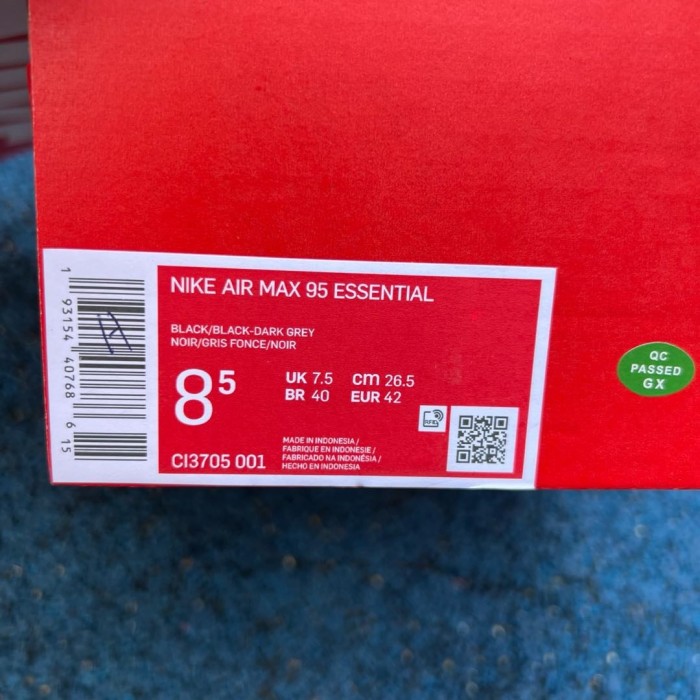 NIKE AIR MAX 95 ESSENTIAL
BLACK/BLACK-DARK GREY
NOIR/GRIS FONCE/NOIR
8 5
UK 7.5 cm 26.5
BR 40 EUR 42
CI3705 001
MADE IN INDONESIA /
FABRIQUE EN INDONESIE /
FABRICADO NA INDONÉSIA /
HECHO EN INDONESIA
RFID
1 93154 40768 6 15
QC
PASSED
GX